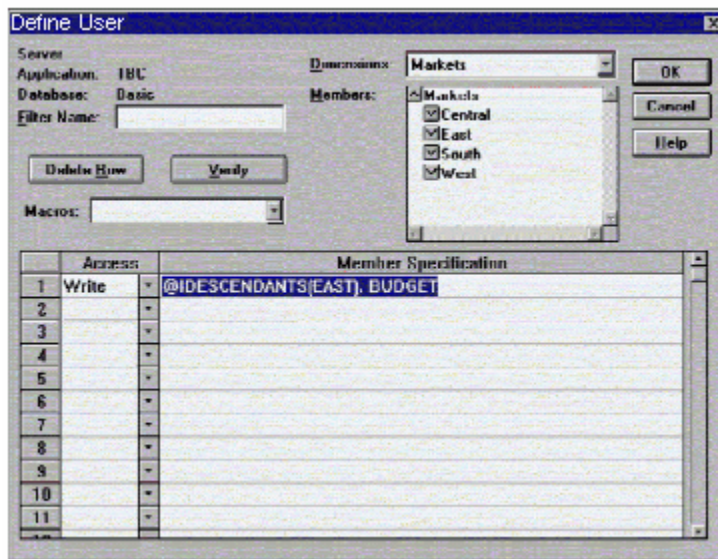 Define User
Server
Application: TBC
Database: Basic
Filter Name:
Dimensions: Markets
Members: Markets
Central
East
South
West
OK
Cancel
Help
Delete Row
Verify
Macros:
Access Member Specification
1 Write @IDESCENDANTS(EAST), BUDGET
2
3
4
5
6
7
8
9
10
11